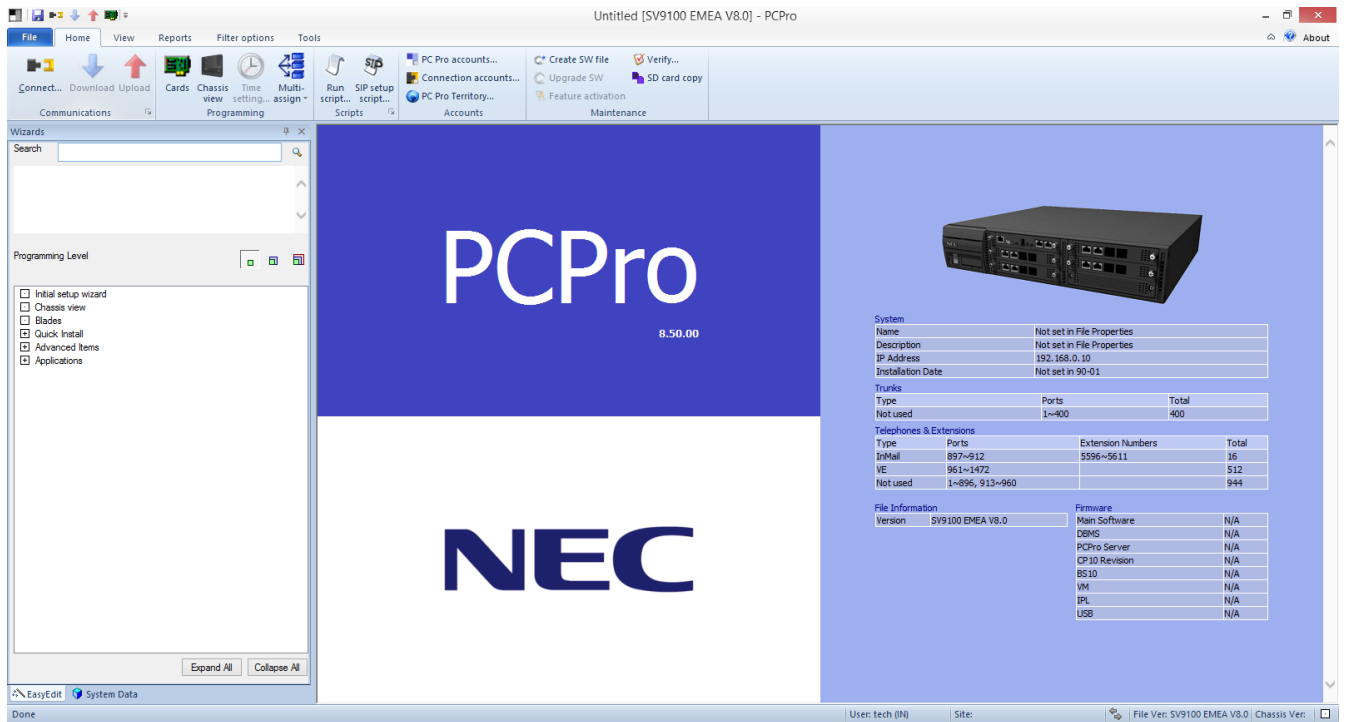 Untitled [SV9100 EMEA V8.0] - PCPro
File Home View Reports Filter options Tools About
Connect... Download Upload Cards Chassis view Time setting... Multi-assign Run script... SIP setup script...
PC Pro accounts... Create SW file Verify...
Connection accounts... Upgrade SW SD card copy
PC Pro Territory... Feature activation
Communications Programming Scripts Accounts Maintenance
Wizards
Search
Programming Level
Initial setup wizard
Chassis view
Blades
Quick Install
Advanced Items
Applications
Expand All Collapse All
EasyEdit System Data
PCPro
8.50.00
NEC
System
Name Not set in File Properties
Description Not set in File Properties
IP Address 192.168.0.10
Installation Date Not set in 90-01
Trunks
Type Ports Total
Not used 1~400 400
Telephones & Extensions
Type Ports Extension Numbers Total
InMail 897~912 5596~5611 16
VE 961~1472 512
Not used 1~896, 913~960 944
File Information
Version SV9100 EMEA V8.0
Firmware
Main Software N/A
DBMS N/A
PCPro Server N/A
CP10 Revision N/A
BS10 N/A
VM N/A
IPL N/A
USB N/A
Done User: tech (IN) Site: File Ver: SV9100 EMEA V8.0 Chassis Ver: